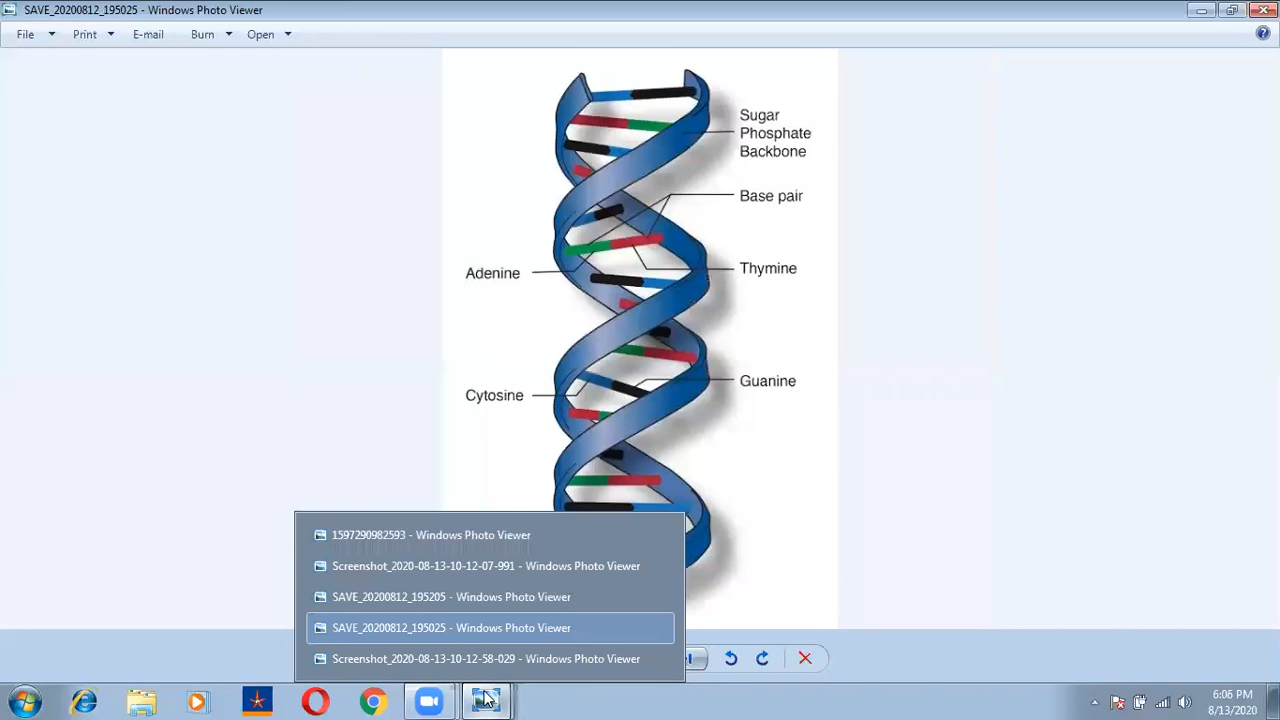 SAVE_20200812_195025 - Windows Photo Viewer
File Print E-mail Burn Open
Sugar
Phosphate
Backbone
Base pair
Adenine
Thymine
Guanine
Cytosine
1597290982593 - Windows Photo Viewer
Screenshot_2020-08-13-10-12-07-991 - Windows Photo Viewer
SAVE_20200812_195205 - Windows Photo Viewer
SAVE_20200812_195025 - Windows Photo Viewer
Screenshot_2020-08-13-10-12-58-029 - Windows Photo Viewer
6:06 PM
8/13/2020